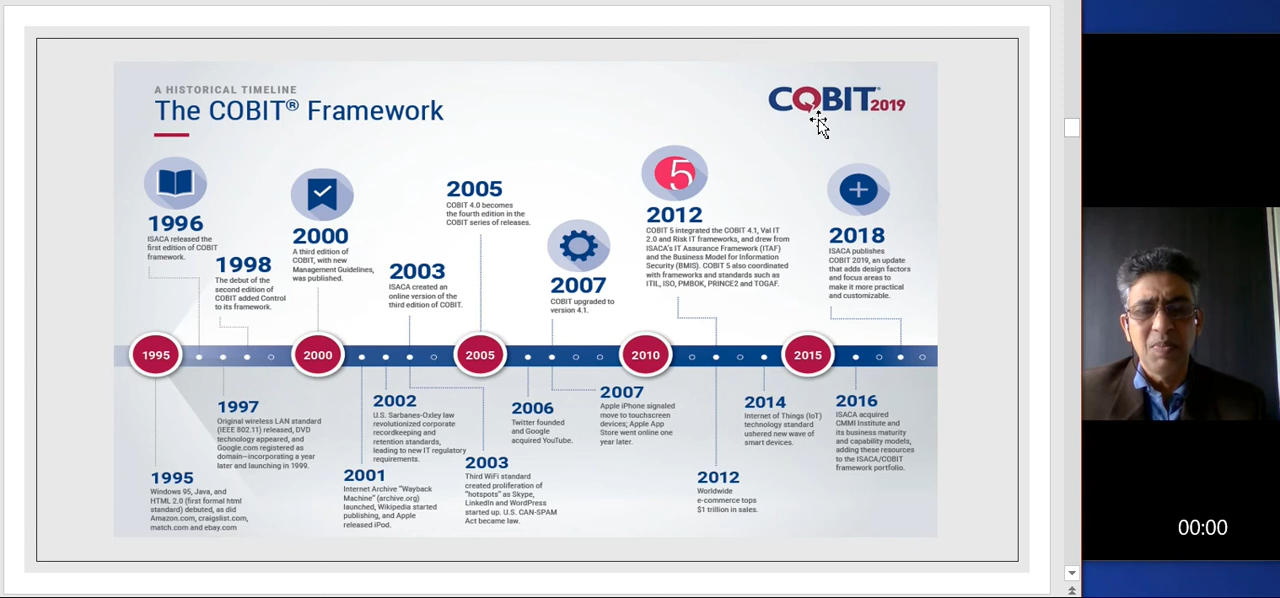 A HISTORICAL TIMELINE
The COBIT® Framework
COBIT® 2019
1996
ISACA released the
first edition of COBIT
framework.
1998
The debut of the
second edition of
COBIT added Control
to its framework.
2000
A third edition of
COBIT, with new
Management Guidelines,
was published.
2003
ISACA created an
online version of the
third edition of COBIT.
2005
COBIT 4.0 becomes
the fourth edition in the
COBIT series of releases.
2007
COBIT upgraded to
version 4.1.
5
2012
COBIT 5 integrated the COBIT 4.1, Val IT
2.0 and Risk IT frameworks, and drew from
ISACA's IT Assurance Framework (ITAF)
and the Business Model for Information
Security (BMIS). COBIT 5 also coordinated
with frameworks and standards such as
ITIL, ISO, PMBOK, PRINCE2 and TOGAF.
2018
ISACA publishes
COBIT 2019, an update
that adds design factors
and focus areas to
make it more practical
and customizable.
1995
2000
2005
2010
2015
1995
Windows 95, Java, and
HTML 2.0 (first formal html
standard) debuted, as did
Amazon.com, craigslist.com,
match.com and ebay.com
1997
Original wireless LAN standard
(IEEE 802.11) released, DVD
technology appeared, and
Google.com registered as
domain—incorporating a year
later and launching in 1999.
2001
Internet Archive "Wayback
Machine" (archive.org)
launched, Wikipedia started
publishing, and Apple
released iPod.
2002
U.S. Sarbanes-Oxley law
revolutionized corporate
recordkeeping and
retention standards,
leading to new IT regulatory
requirements.
2003
Third WiFi standard
created proliferation of
"hotspots" as Skype,
LinkedIn and WordPress
started up. U.S. CAN-SPAM
Act became law.
2006
Twitter founded
and Google
acquired YouTube.
2007
Apple iPhone signaled
move to touchscreen
devices; Apple App
Store went online one
year later.
2012
Worldwide
e-commerce tops
$1 trillion in sales.
2014
Internet of Things (IoT)
technology standard
ushered new wave of
smart devices.
2016
ISACA acquired
CMMI Institute and
its business maturity
and capability models,
adding these resources
to the ISACA/COBIT
framework portfolio.
00:00